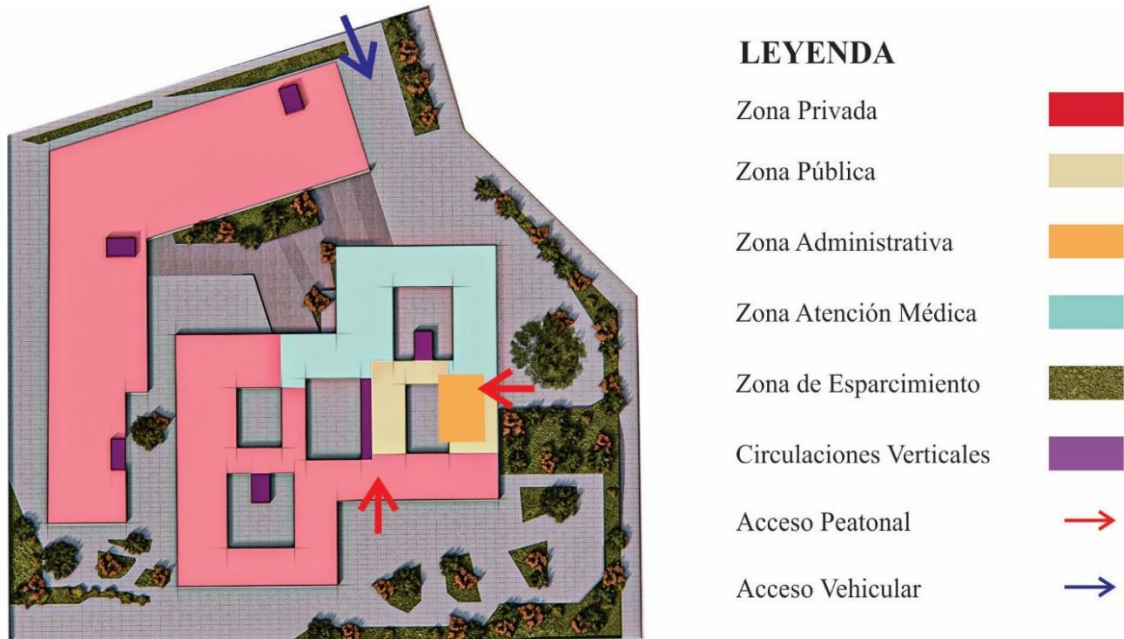 LEYENDA
Zona Privada
Zona Pública
Zona Administrativa
Zona Atención Médica
Zona de Esparcimiento
Circulaciones Verticales
Acceso Peatonal
Acceso Vehicular